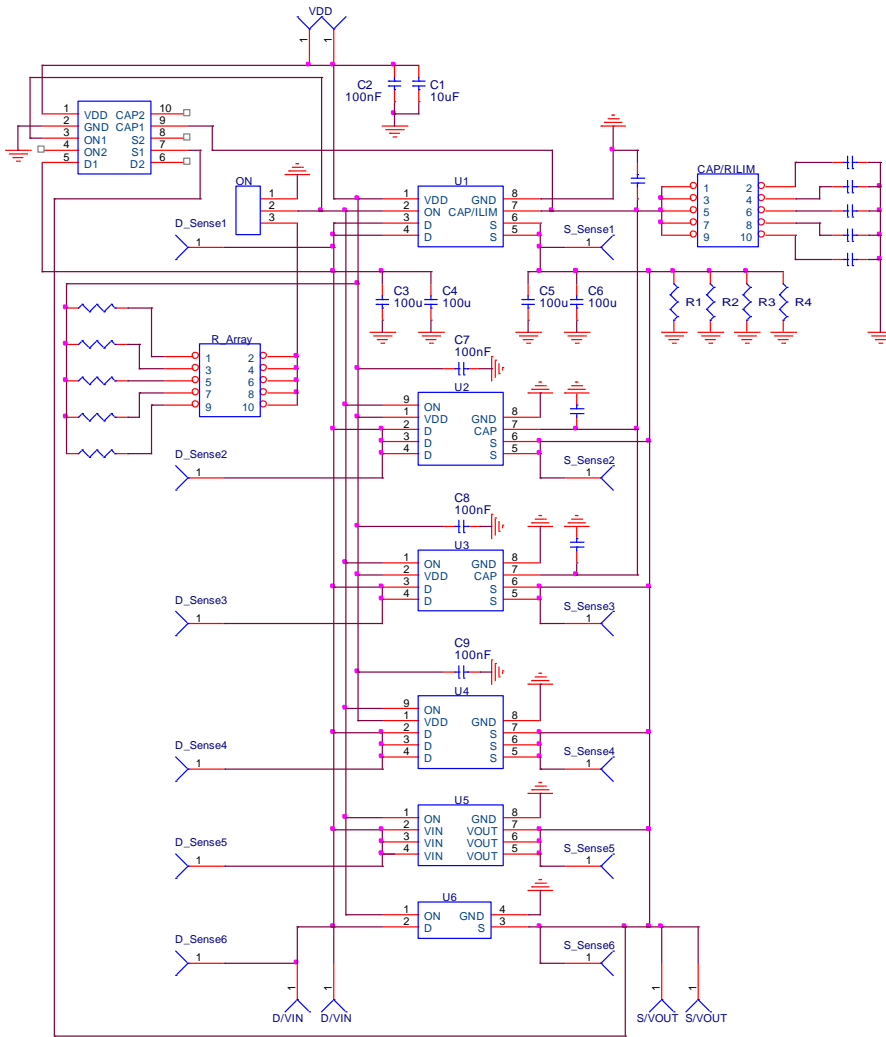 VDD
1 1
C2 C1
100nF 10uF
1 VDD CAP2 10
2 GND CAP1 9
3 ON1 S2 8
4 ON2 S1 7
5 D1 D2 6
ON
1
2
3
U1
1 VDD GND 8
2 ON CAP/ILIM 7
3 D S 6
4 D S 5
CAP/RILIM
1 2
3 4
5 6
7 8
9 10
D_Sense1
1
S_Sense1
1
C3 C4 C5 C6
100u 100u 100u 100u
R1 R2 R3 R4
R_Array
1 2
3 4
5 6
7 8
9 10
C7
100nF
U2
9 ON
1 VDD GND 8
2 D CAP 7
3 D S 6
4 D S 5
D_Sense2
1
S_Sense2
1
C8
100nF
U3
1 ON GND 8
2 VDD CAP 7
3 D S 6
4 D S 5
D_Sense3
1
S_Sense3
1
C9
100nF
U4
9 ON
1 VDD GND 8
2 D S 7
3 D S 6
4 D S 5
D_Sense4
1
S_Sense4
1
U5
1 ON GND 8
2 VIN VOUT 7
3 VIN VOUT 6
4 VIN VOUT 5
D_Sense5
1
S_Sense5
1
U6
1 ON GND 4
2 D S 3
D_Sense6
1
S_Sense6
1
1 1 1 1
D/VIN D/VIN S/VOUT S/VOUT